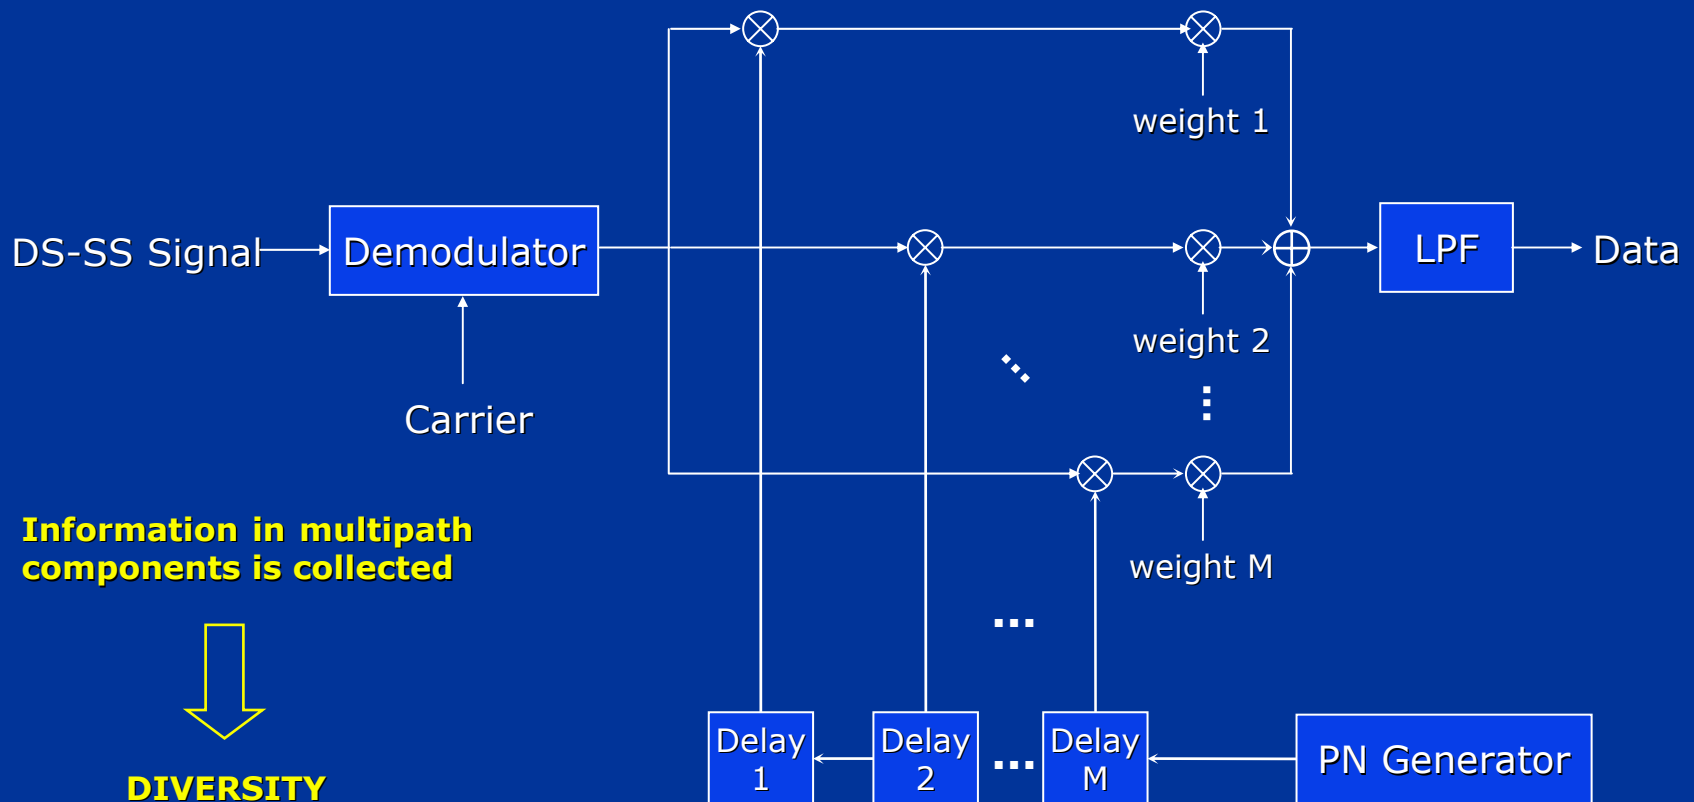 weight 1
DS-SS Signal
Demodulator
LPF
Data
weight 2
Carrier
Information in multipath
components is collected
weight M
Delay
1
Delay
2
Delay
M
PN Generator
DIVERSITY